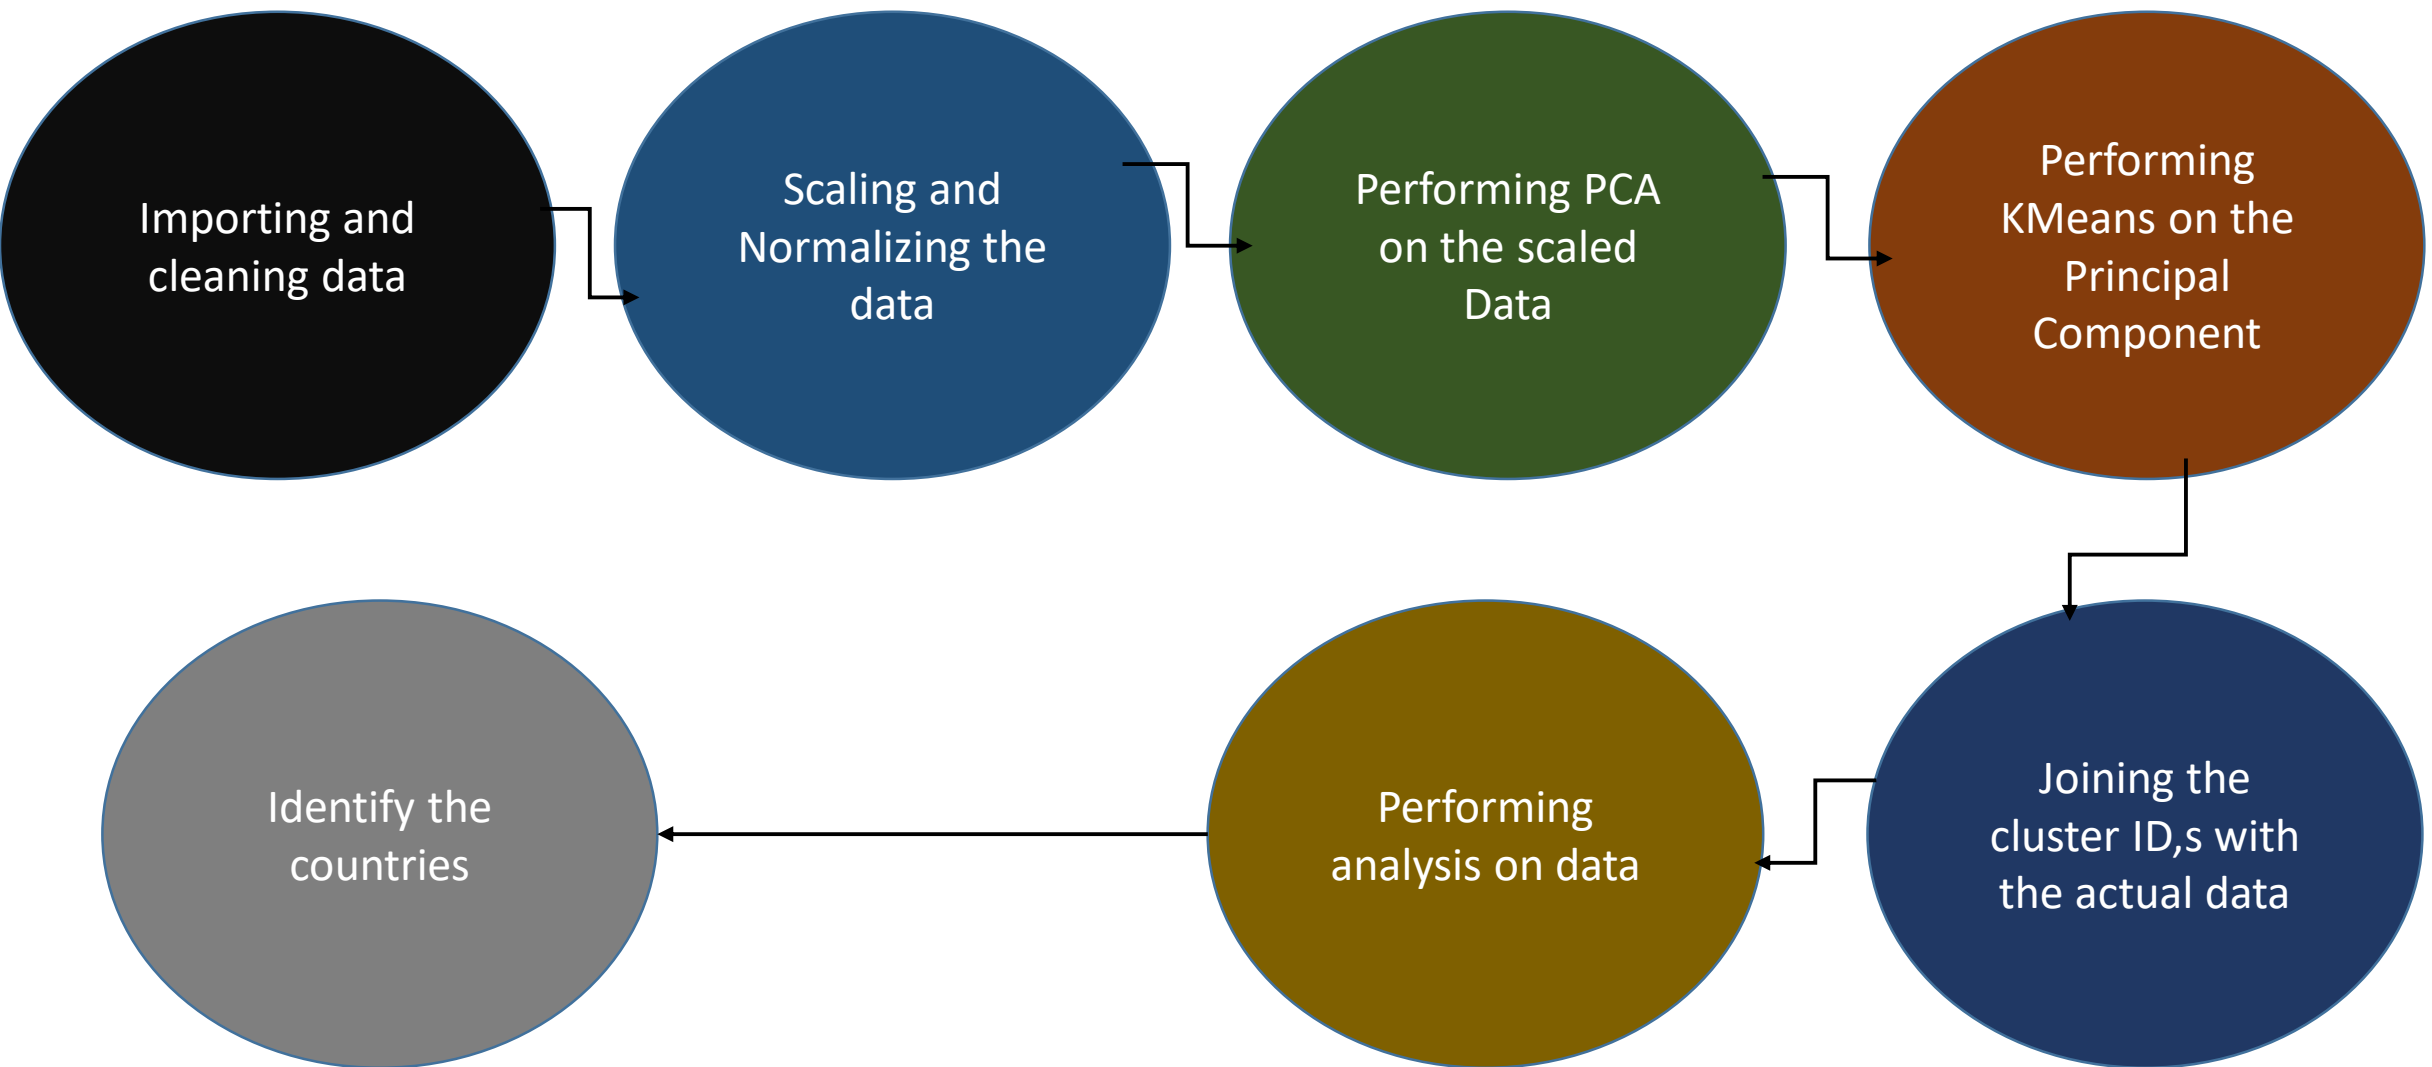 Importing and
cleaning data
Scaling and
Normalizing the
data
Performing PCA
on the scaled
Data
Performing
KMeans on the
Principal
Component
Joining the
cluster ID,s with
the actual data
Performing
analysis on data
Identify the
countries